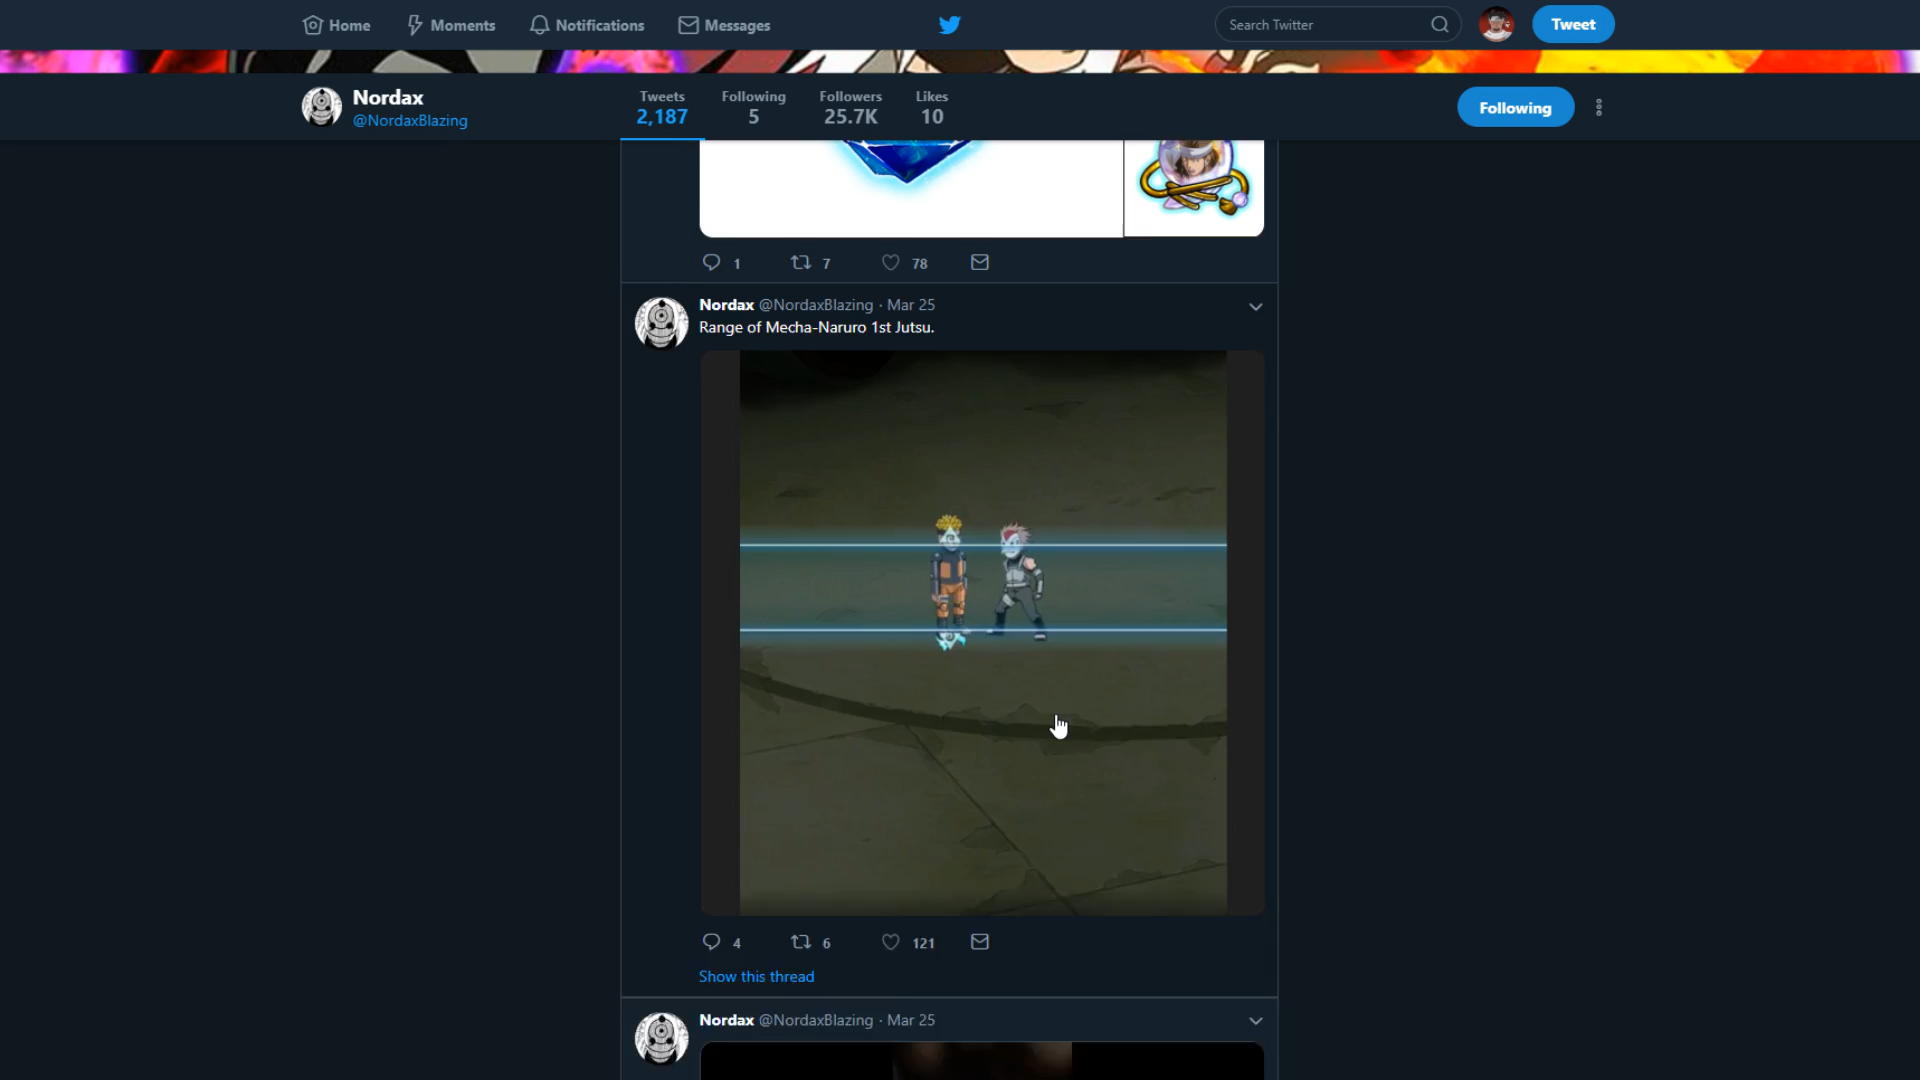 Home Moments Notifications Messages Search Twitter Tweet
Nordax
@NordaxBlazing
Tweets Following Followers Likes
2,187 5 25.7K 10
Following
1 7 78
Nordax @NordaxBlazing · Mar 25
Range of Mecha-Naruro 1st Jutsu.
4 6 121
Show this thread
Nordax @NordaxBlazing · Mar 25